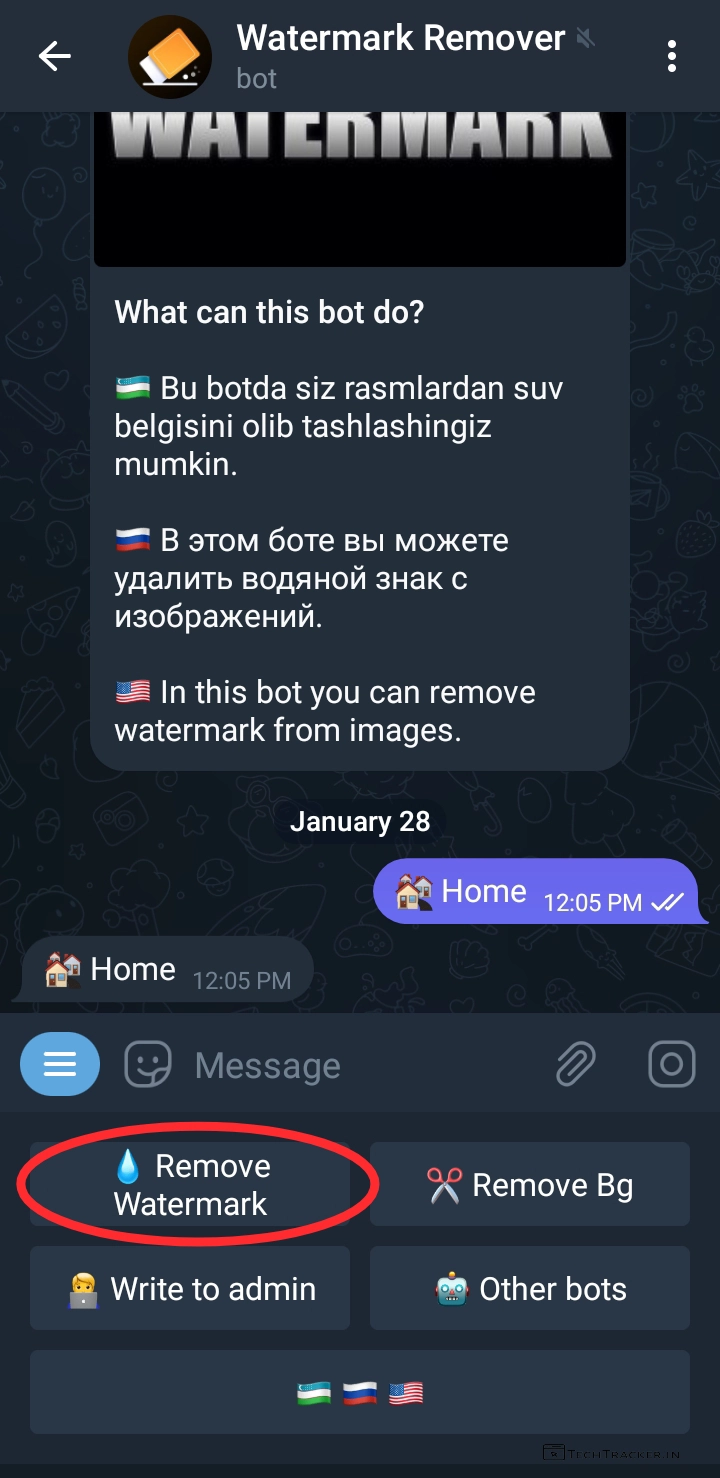 Watermark Remover
bot
WATERMARK
What can this bot do?
🇺🇿 Bu botda siz rasmlardan suv
belgisini olib tashlashingiz
mumkin.
🇷🇺 В этом боте вы можете
удалить водяной знак с
изображений.
🇺🇸 In this bot you can remove
watermark from images.
January 28
🏘 Home 12:05 PM
🏘 Home 12:05 PM
Message
💧 Remove
Watermark
✂️ Remove Bg
👨‍💻 Write to admin
🤖 Other bots
🇺🇿 🇷🇺 🇺🇸
TechTracker.in